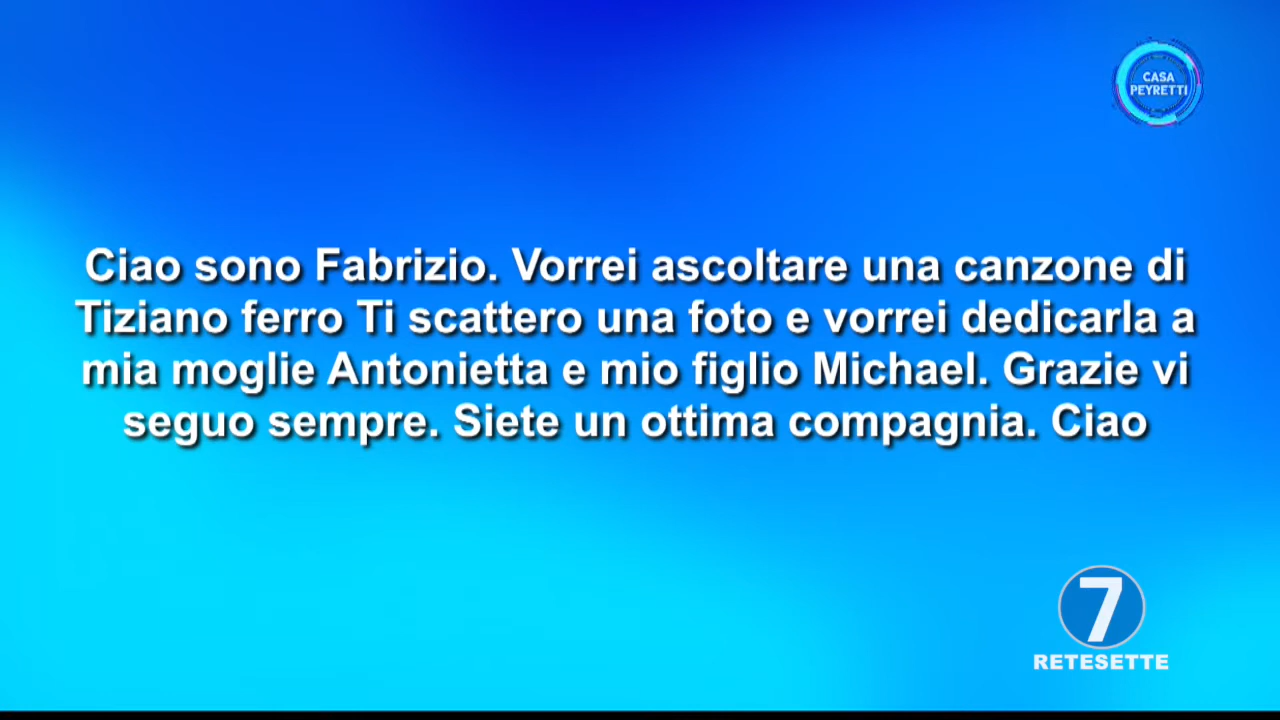 CASA
PEYRETTI
Ciao sono Fabrizio. Vorrei ascoltare una canzone di
Tiziano ferro Ti scattero una foto e vorrei dedicarla a
mia moglie Antonietta e mio figlio Michael. Grazie vi
seguo sempre. Siete un ottima compagnia. Ciao
7
RETESETTE